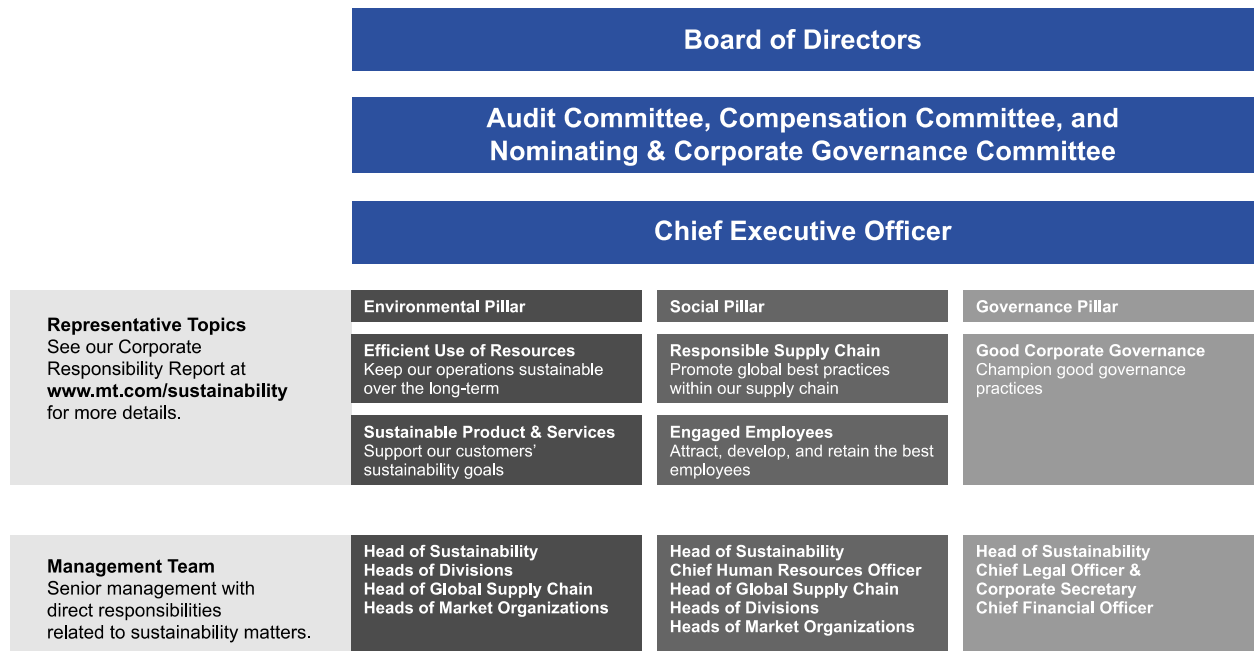 Board of Directors
Audit Committee, Compensation Committee, and
Nominating & Corporate Governance Committee
Chief Executive Officer
Representative Topics
See our Corporate
Responsibility Report at
www.mt.com/sustainability
for more details.
Environmental Pillar
Efficient Use of Resources
Keep our operations sustainable
over the long-term
Sustainable Product & Services
Support our customers’
sustainability goals
Social Pillar
Responsible Supply Chain
Promote global best practices
within our supply chain
Engaged Employees
Attract, develop, and retain the best
employees
Governance Pillar
Good Corporate Governance
Champion good governance
practices
Management Team
Senior management with
direct responsibilities
related to sustainability matters.
Head of Sustainability
Heads of Divisions
Head of Global Supply Chain
Heads of Market Organizations
Head of Sustainability
Chief Human Resources Officer
Head of Global Supply Chain
Heads of Divisions
Heads of Market Organizations
Head of Sustainability
Chief Legal Officer &
Corporate Secretary
Chief Financial Officer